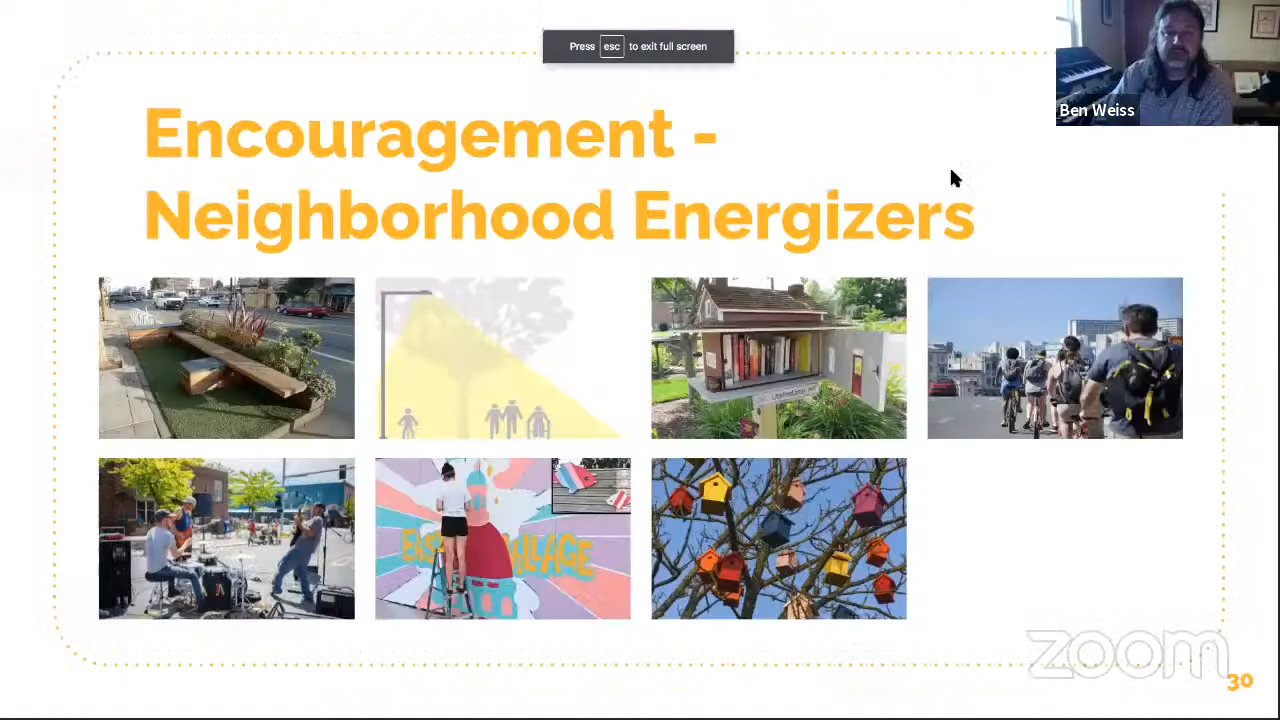 Press esc to exit full screen
Ben Weiss
Encouragement -
Neighborhood Energizers
EAST VILLAGE
zoom
30